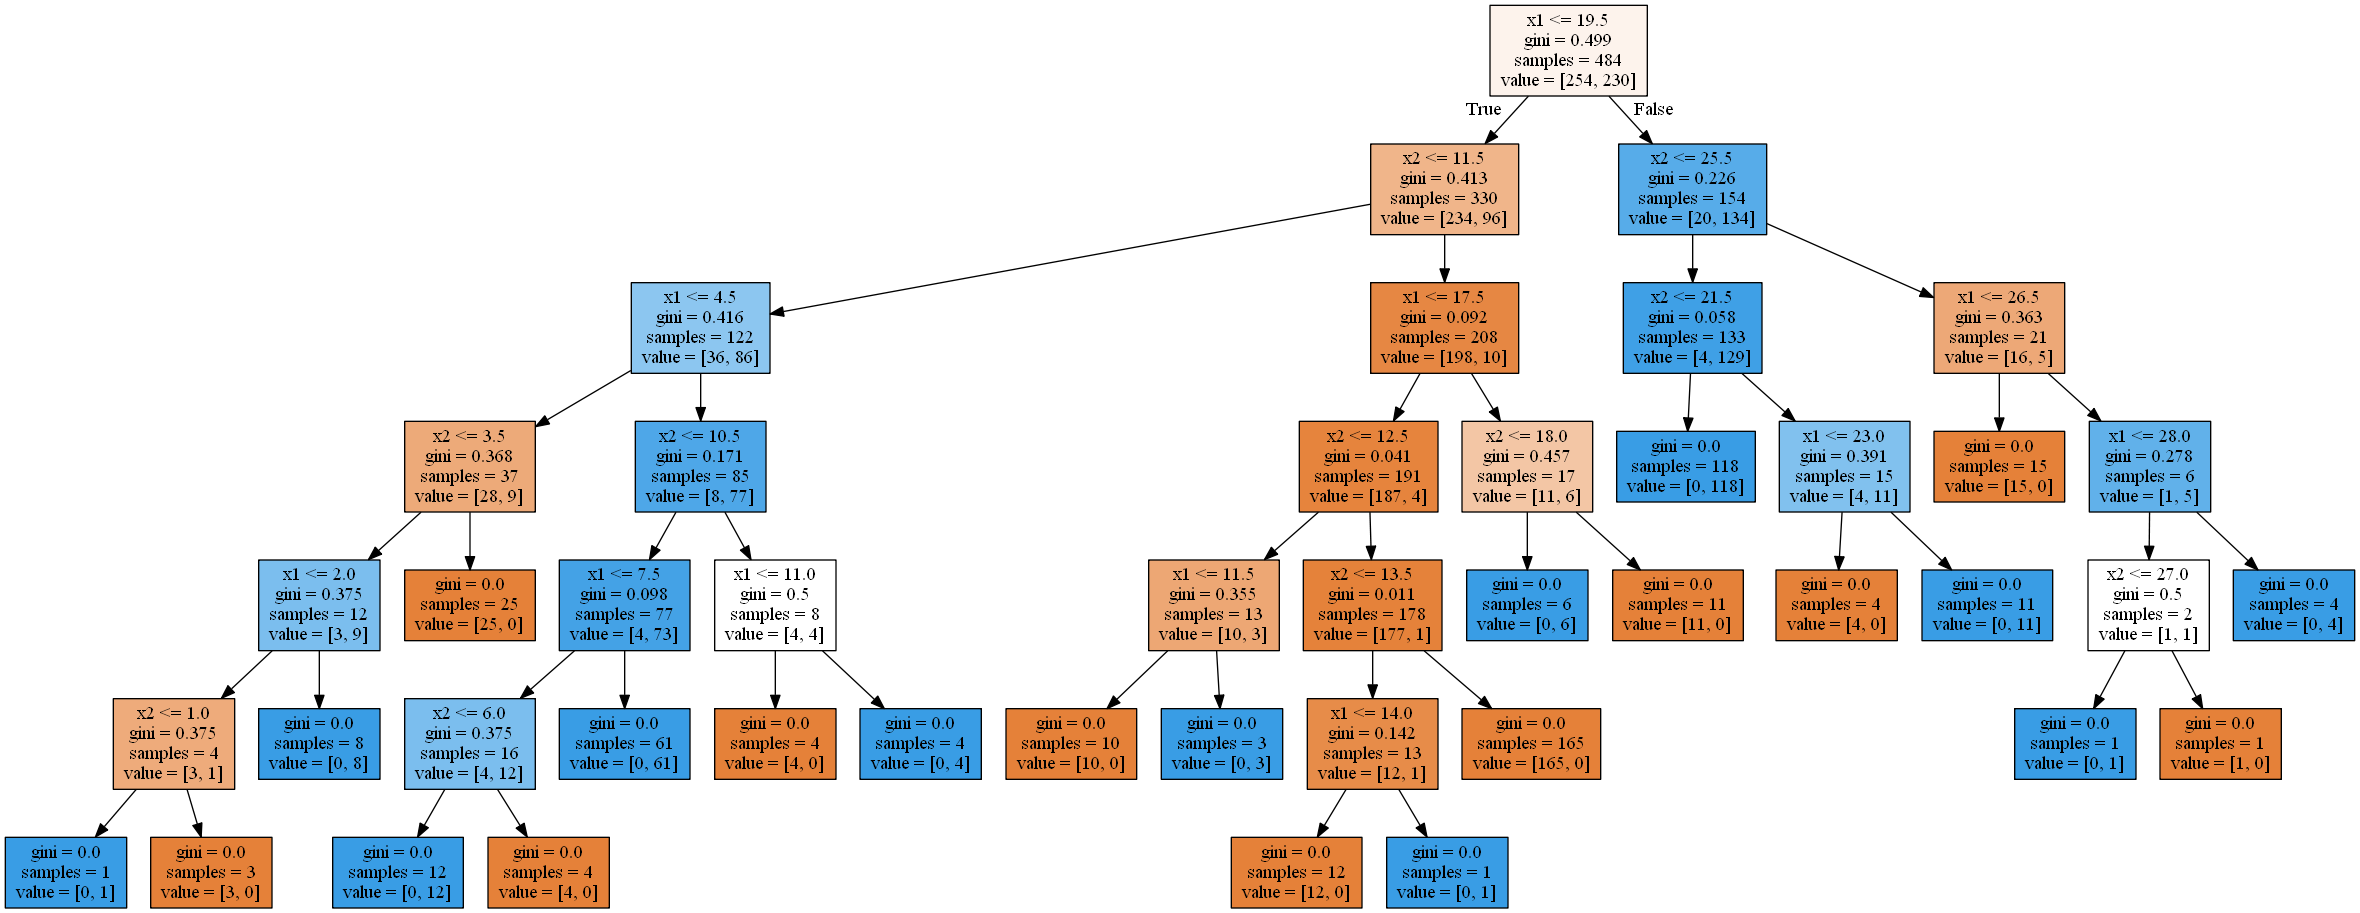 x1 <= 19.5
gini = 0.499
samples = 484
value = [254, 230]
True
False
x2 <= 11.5
gini = 0.413
samples = 330
value = [234, 96]
x2 <= 25.5
gini = 0.226
samples = 154
value = [20, 134]
x1 <= 4.5
gini = 0.416
samples = 122
value = [36, 86]
x1 <= 17.5
gini = 0.092
samples = 208
value = [198, 10]
x2 <= 21.5
gini = 0.058
samples = 133
value = [4, 129]
x1 <= 26.5
gini = 0.363
samples = 21
value = [16, 5]
x2 <= 3.5
gini = 0.368
samples = 37
value = [28, 9]
x2 <= 10.5
gini = 0.171
samples = 85
value = [8, 77]
x2 <= 12.5
gini = 0.041
samples = 191
value = [187, 4]
x2 <= 18.0
gini = 0.457
samples = 17
value = [11, 6]
gini = 0.0
samples = 118
value = [0, 118]
x1 <= 23.0
gini = 0.391
samples = 15
value = [4, 11]
gini = 0.0
samples = 15
value = [15, 0]
x1 <= 28.0
gini = 0.278
samples = 6
value = [1, 5]
x1 <= 2.0
gini = 0.375
samples = 12
value = [3, 9]
gini = 0.0
samples = 25
value = [25, 0]
x1 <= 7.5
gini = 0.098
samples = 77
value = [4, 73]
x1 <= 11.0
gini = 0.5
samples = 8
value = [4, 4]
x1 <= 11.5
gini = 0.355
samples = 13
value = [10, 3]
x2 <= 13.5
gini = 0.011
samples = 178
value = [177, 1]
gini = 0.0
samples = 6
value = [0, 6]
gini = 0.0
samples = 11
value = [11, 0]
gini = 0.0
samples = 4
value = [4, 0]
gini = 0.0
samples = 11
value = [0, 11]
x2 <= 27.0
gini = 0.5
samples = 2
value = [1, 1]
gini = 0.0
samples = 4
value = [0, 4]
x2 <= 1.0
gini = 0.375
samples = 4
value = [3, 1]
gini = 0.0
samples = 8
value = [0, 8]
x2 <= 6.0
gini = 0.375
samples = 16
value = [4, 12]
gini = 0.0
samples = 61
value = [0, 61]
gini = 0.0
samples = 4
value = [4, 0]
gini = 0.0
samples = 4
value = [0, 4]
gini = 0.0
samples = 10
value = [10, 0]
gini = 0.0
samples = 3
value = [0, 3]
x1 <= 14.0
gini = 0.142
samples = 13
value = [12, 1]
gini = 0.0
samples = 165
value = [165, 0]
gini = 0.0
samples = 1
value = [0, 1]
gini = 0.0
samples = 1
value = [1, 0]
gini = 0.0
samples = 1
value = [0, 1]
gini = 0.0
samples = 3
value = [3, 0]
gini = 0.0
samples = 12
value = [0, 12]
gini = 0.0
samples = 4
value = [4, 0]
gini = 0.0
samples = 12
value = [12, 0]
gini = 0.0
samples = 1
value = [0, 1]